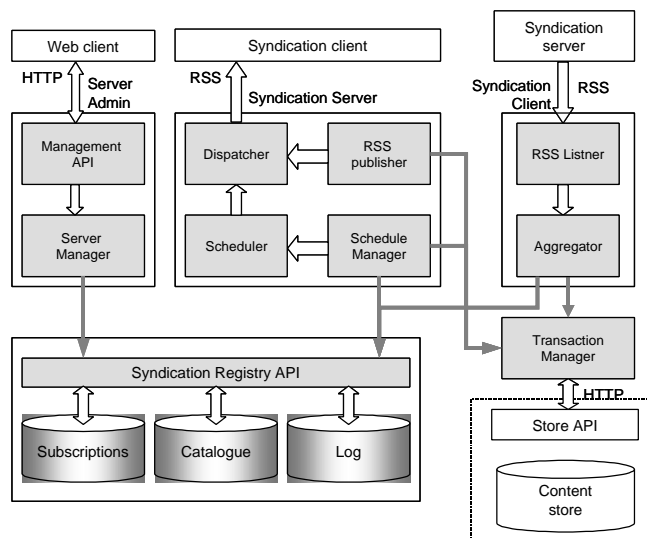 Web client
Syndication client
Syndication
server
HTTP
Server
Admin
RSS
Syndication Server
Syndication
Client
RSS
Management
API
Dispatcher
RSS
publisher
RSS Listner
Server
Manager
Scheduler
Schedule
Manager
Aggregator
Transaction
Manager
Syndication Registry API
HTTP
Store API
Subscriptions
Catalogue
Log
Content
store